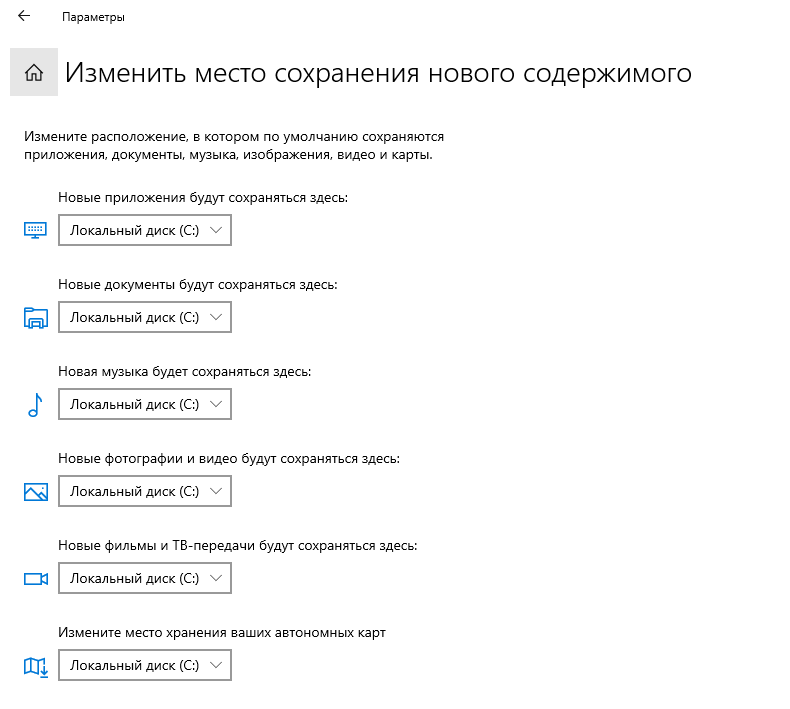 Параметры
Изменить место сохранения нового содержимого
Измените расположение, в котором по умолчанию сохраняются
приложения, документы, музыка, изображения, видео и карты.
Новые приложения будут сохраняться здесь:
Локальный диск (C:)
Новые документы будут сохраняться здесь:
Локальный диск (C:)
Новая музыка будет сохраняться здесь:
Локальный диск (C:)
Новые фотографии и видео будут сохраняться здесь:
Локальный диск (C:)
Новые фильмы и ТВ-передачи будут сохраняться здесь:
Локальный диск (C:)
Измените место хранения ваших автономных карт
Локальный диск (C:)